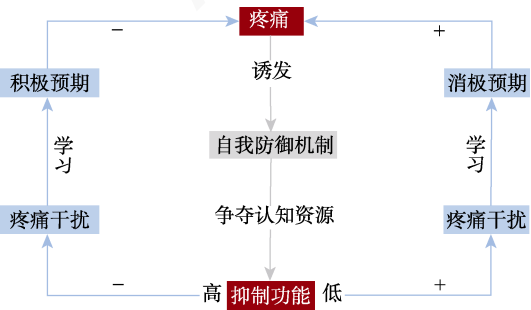 疼痛
−
+
诱发
积极预期
消极预期
自我防御机制
学习
学习
争夺认知资源
疼痛干扰
疼痛干扰
−
+
高
抑制功能
低